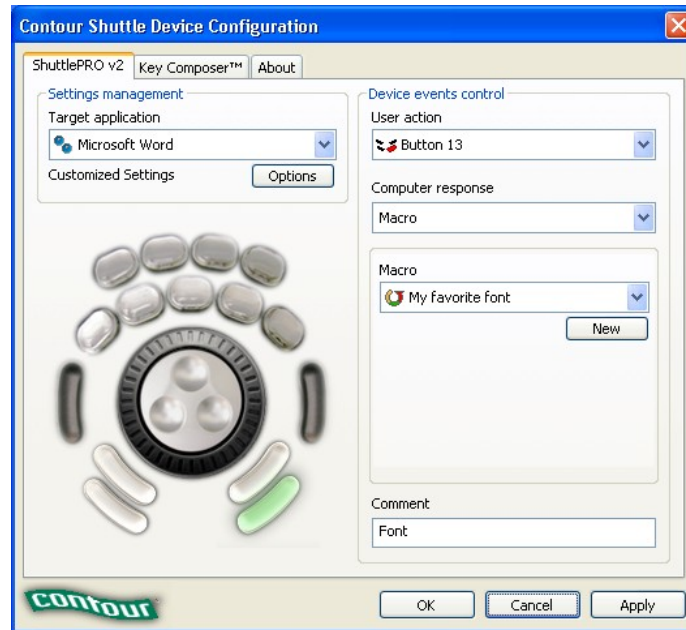 Contour Shuttle Device Configuration
ShuttlePRO v2 Key Composer™ About
Settings management
Target application
Microsoft Word
Customized Settings Options
Device events control
User action
Button 13
Computer response
Macro
Macro
My favorite font
New
Comment
Font
contour
OK Cancel Apply